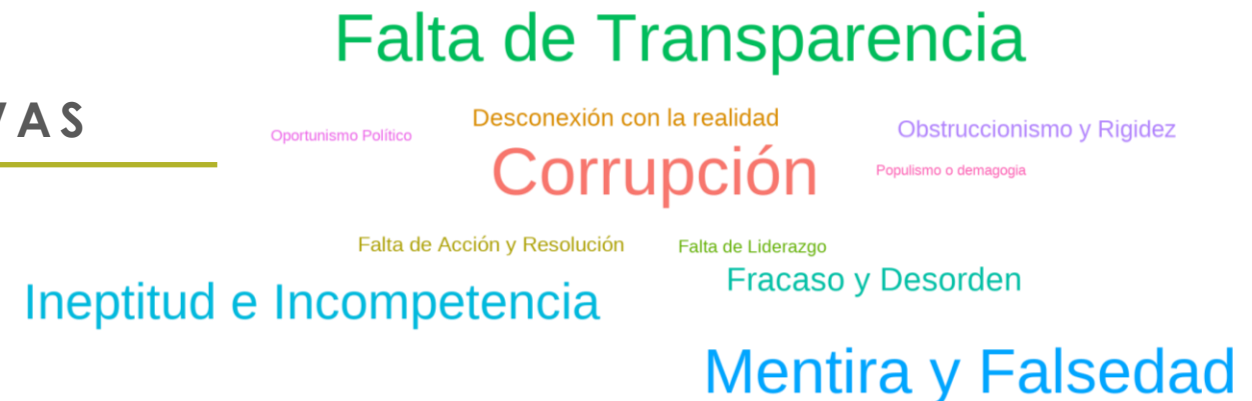 Falta de Transparencia
VAS
Desconexión con la realidad
Oportunismo Político
Obstruccionismo y Rigidez
Corrupción
Populismo o demagogia
Falta de Acción y Resolución
Falta de Liderazgo
Fracaso y Desorden
Ineptitud e Incompetencia
Mentira y Falsedad